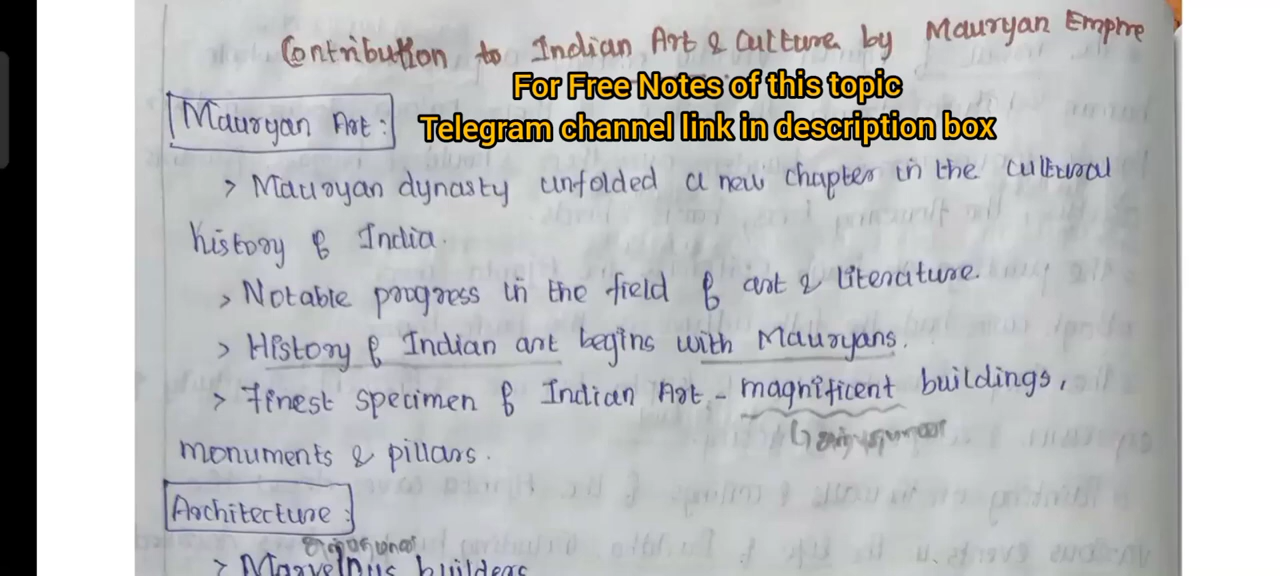 Contribution to Indian Art & Culture by Mauryan Empire
For Free Notes of this topic
Telegram channel link in description box
Mauryan Art :
> Mauryan dynasty unfolded a new chapter in the cultural
history of India.
> Notable progress in the field of art & literature.
> History of Indian art begins with Mauryans.
> Finest specimen of Indian Art - magnificent buildings,
monuments & pillars.
Architecture :
> Marvelous builders